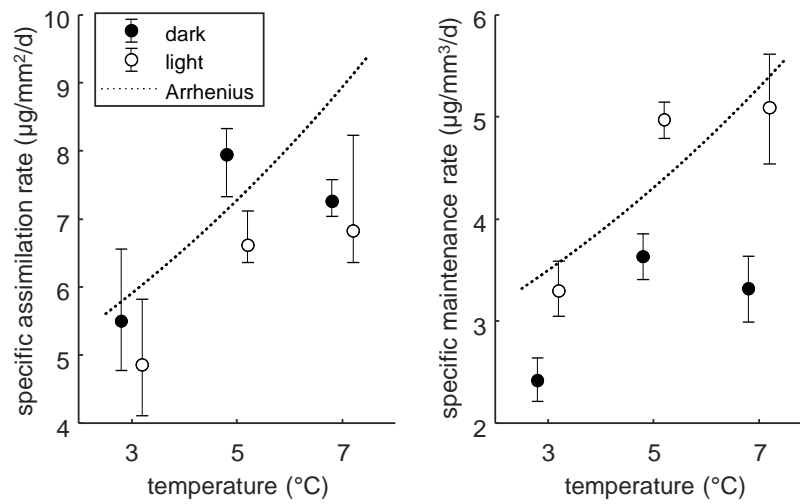 10
9
8
7
6
5
4
specific assimilation rate (µg/mm²/d)
dark
light
Arrhenius
3 5 7
temperature (°C)
6
5
4
3
2
specific maintenance rate (µg/mm³/d)
3 5 7
temperature (°C)